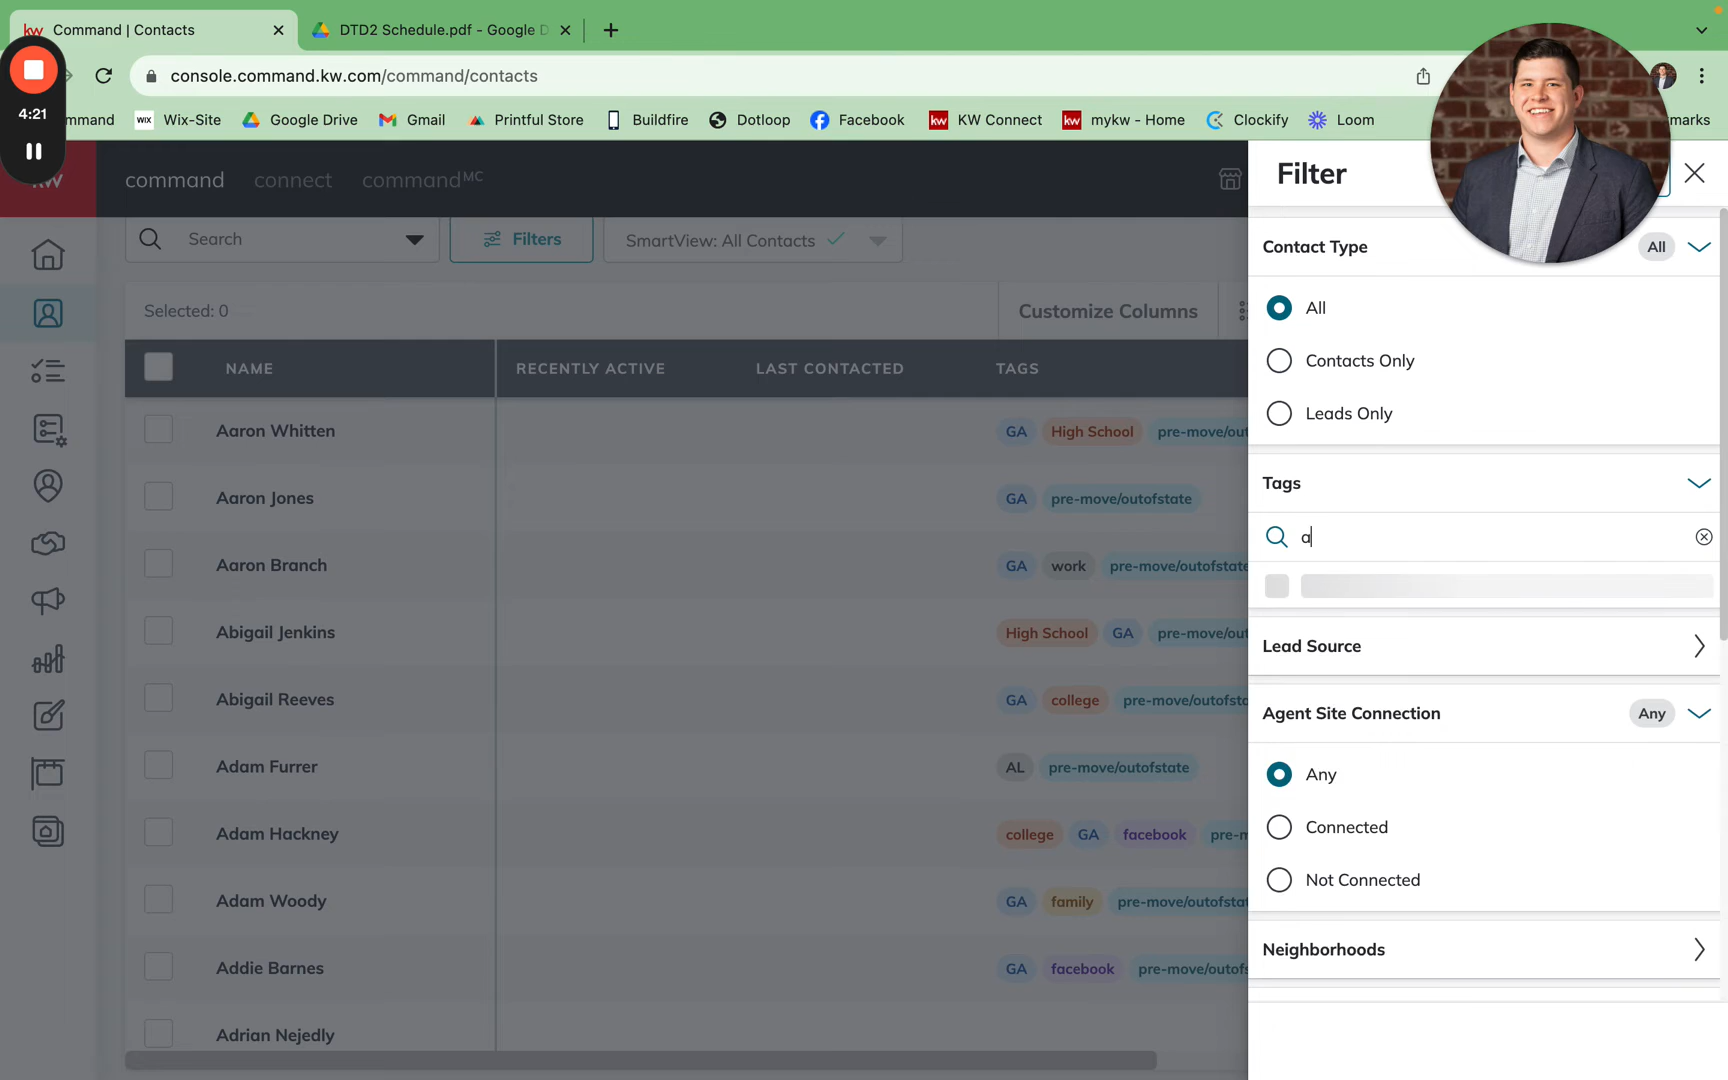 kw Command | Contacts
DTD2 Schedule.pdf - Google D
4:21
console.command.kw.com/command/contacts
mmand
WiX Wix-Site
Google Drive
Gmail
Printful Store
Buildfire
Dotloop
Facebook
kw KW Connect
kw mykw - Home
Clockify
Loom
marks
command connect commandMC
Filter
Search
Filters
SmartView: All Contacts
Contact Type All
Selected: 0
Customize Columns
All
Contacts Only
Leads Only
NAME RECENTLY ACTIVE LAST CONTACTED TAGS
Aaron Whitten GA High School pre-move/out
Aaron Jones GA pre-move/outofstate
Aaron Branch GA work pre-move/outofstate
Abigail Jenkins High School GA pre-move/out
Abigail Reeves GA college pre-move/outofsta
Adam Furrer AL pre-move/outofstate
Adam Hackney college GA facebook pre-m
Adam Woody GA family pre-move/outofstat
Addie Barnes GA facebook pre-move/outofs
Adrian Nejedly
Tags
a
Lead Source
Agent Site Connection Any
Any
Connected
Not Connected
Neighborhoods